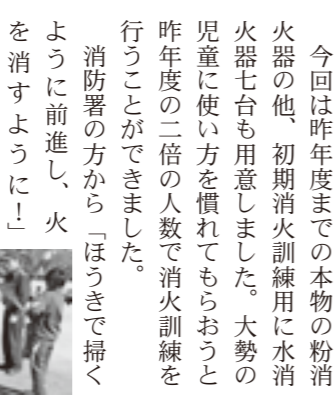 今回は昨年度までの本物の粉消
火器の他、初期消火訓練用に水消
火器七台も用意しました。大勢の
児童に使い方を慣れてもらおうと
昨年度の二倍の人数で消火訓練を
行うことができました。
消防署の方から「ほうきで掃く
ように前進し、火
を消すように!」